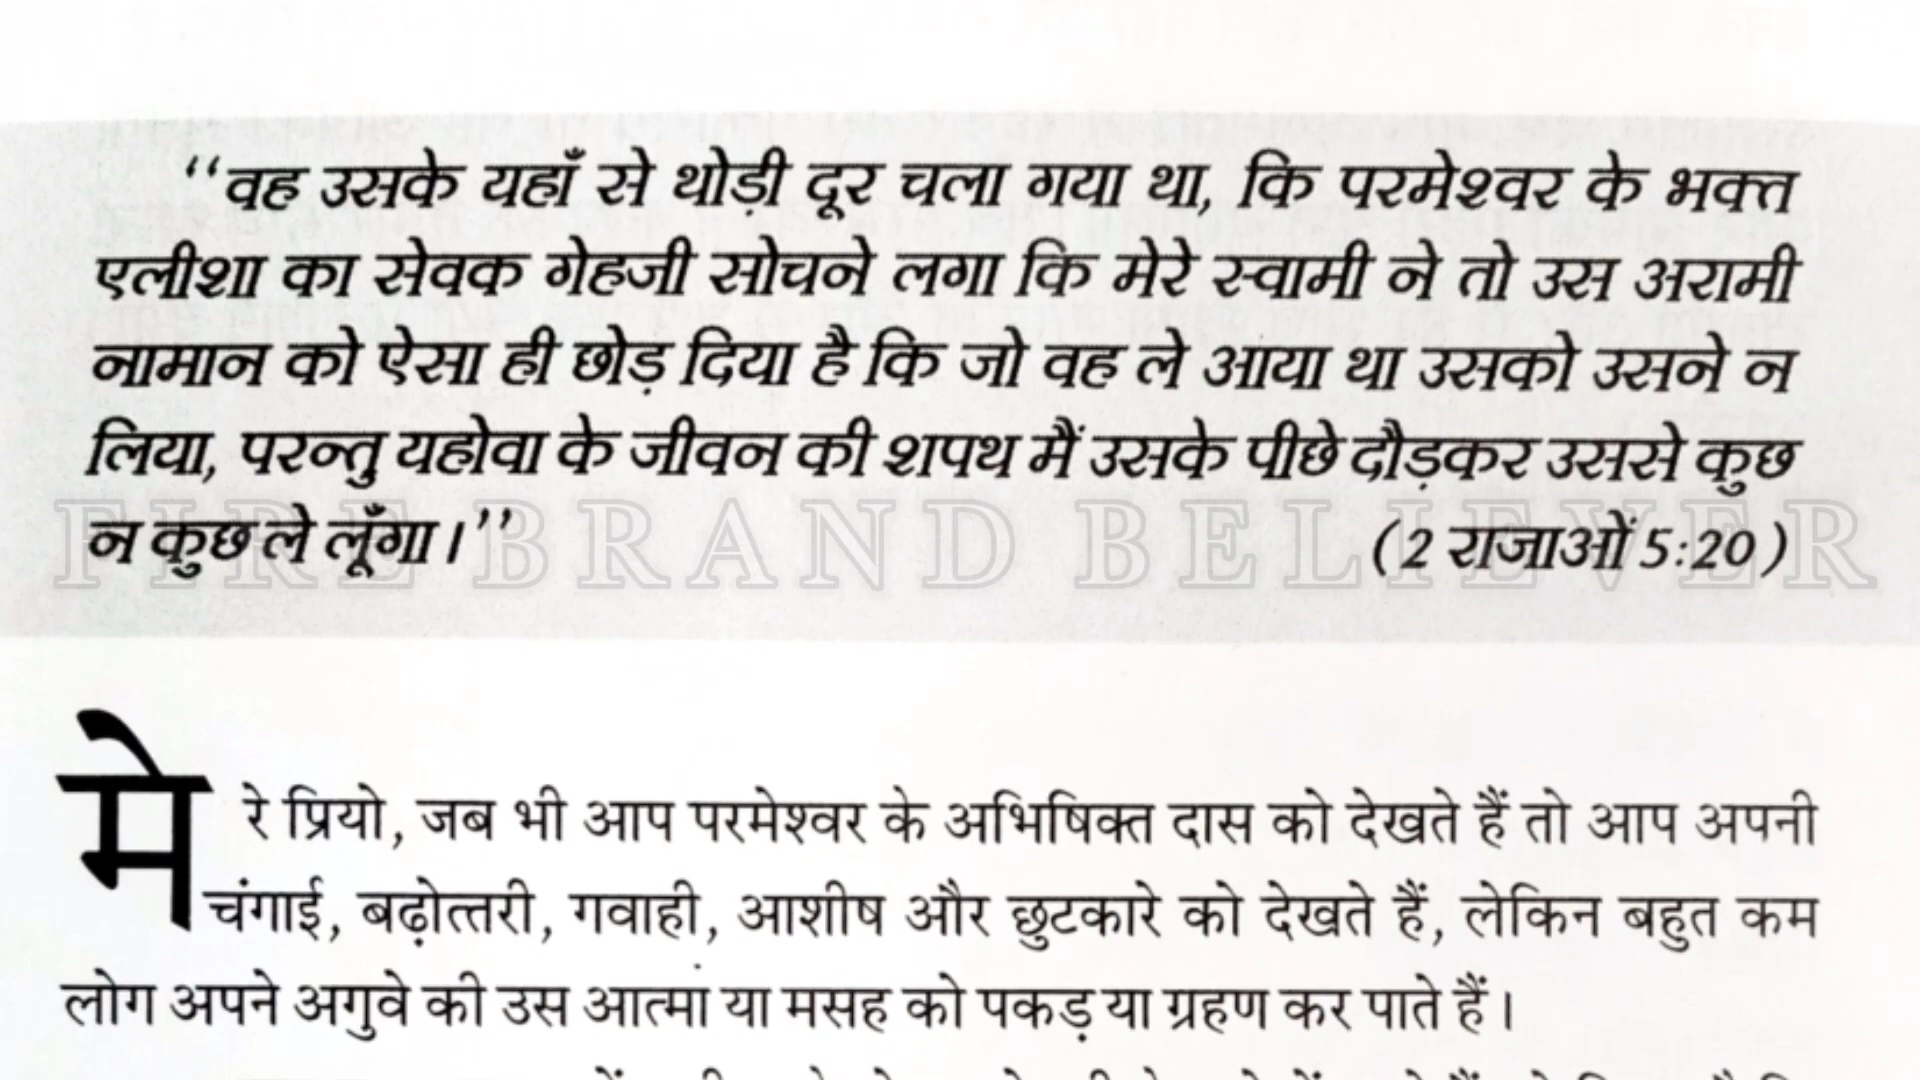 “वह उसके यहाँ से थोड़ी दूर चला गया था, कि परमेश्वर के भक्त
एलीशा का सेवक गेहजी सोचने लगा कि मेरे स्वामी ने तो उस अरामी
नामान को ऐसा ही छोड़ दिया है कि जो वह ले आया था उसको उसने न
लिया, परन्तु यहोवा के जीवन की शपथ मैं उसके पीछे दौड़कर उससे कुछ
न कुछ ले लूँगा।” (2 राजाओं 5:20)
FIRE BRAND BELIEVER
मेरे प्रियो, जब भी आप परमेश्वर के अभिषिक्त दास को देखते हैं तो आप अपनी
चंगाई, बढ़ोत्तरी, गवाही, आशीष और छुटकारे को देखते हैं, लेकिन बहुत कम
लोग अपने अगुवे की उस आत्मा या मसह को पकड़ या ग्रहण कर पाते हैं।